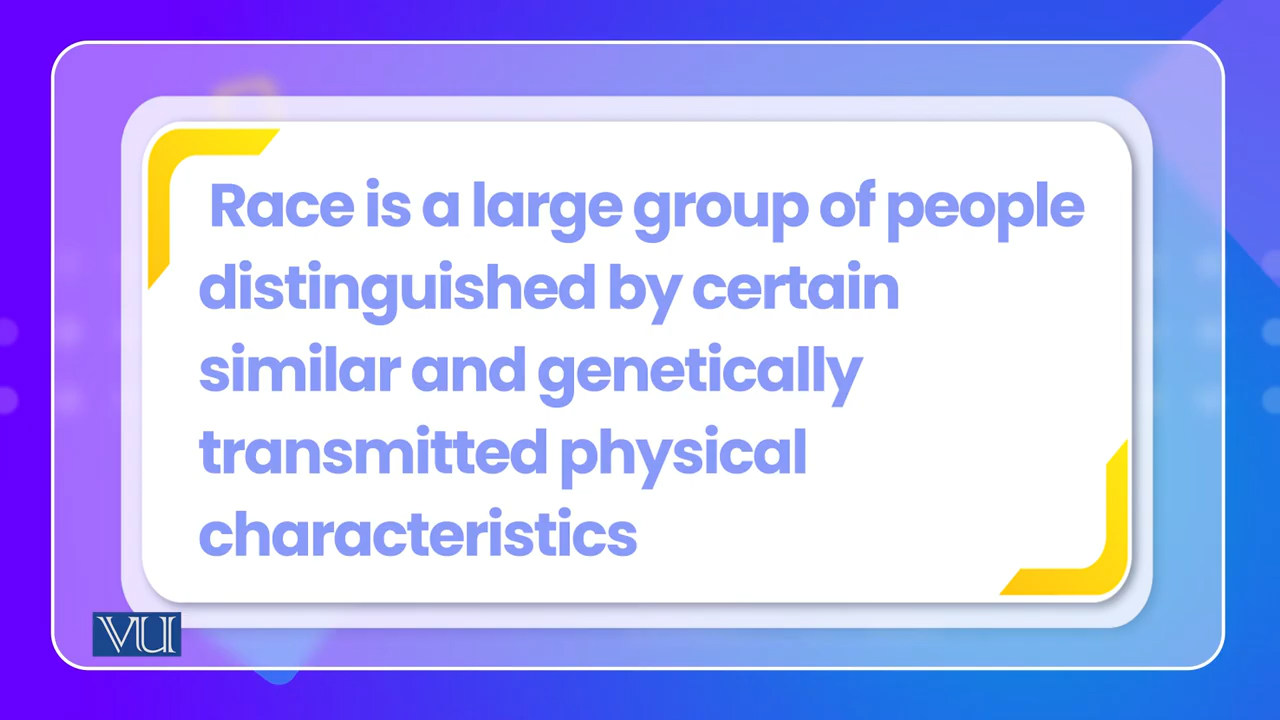 Race is a large group of people
distinguished by certain
similar and genetically
transmitted physical
characteristics
VU